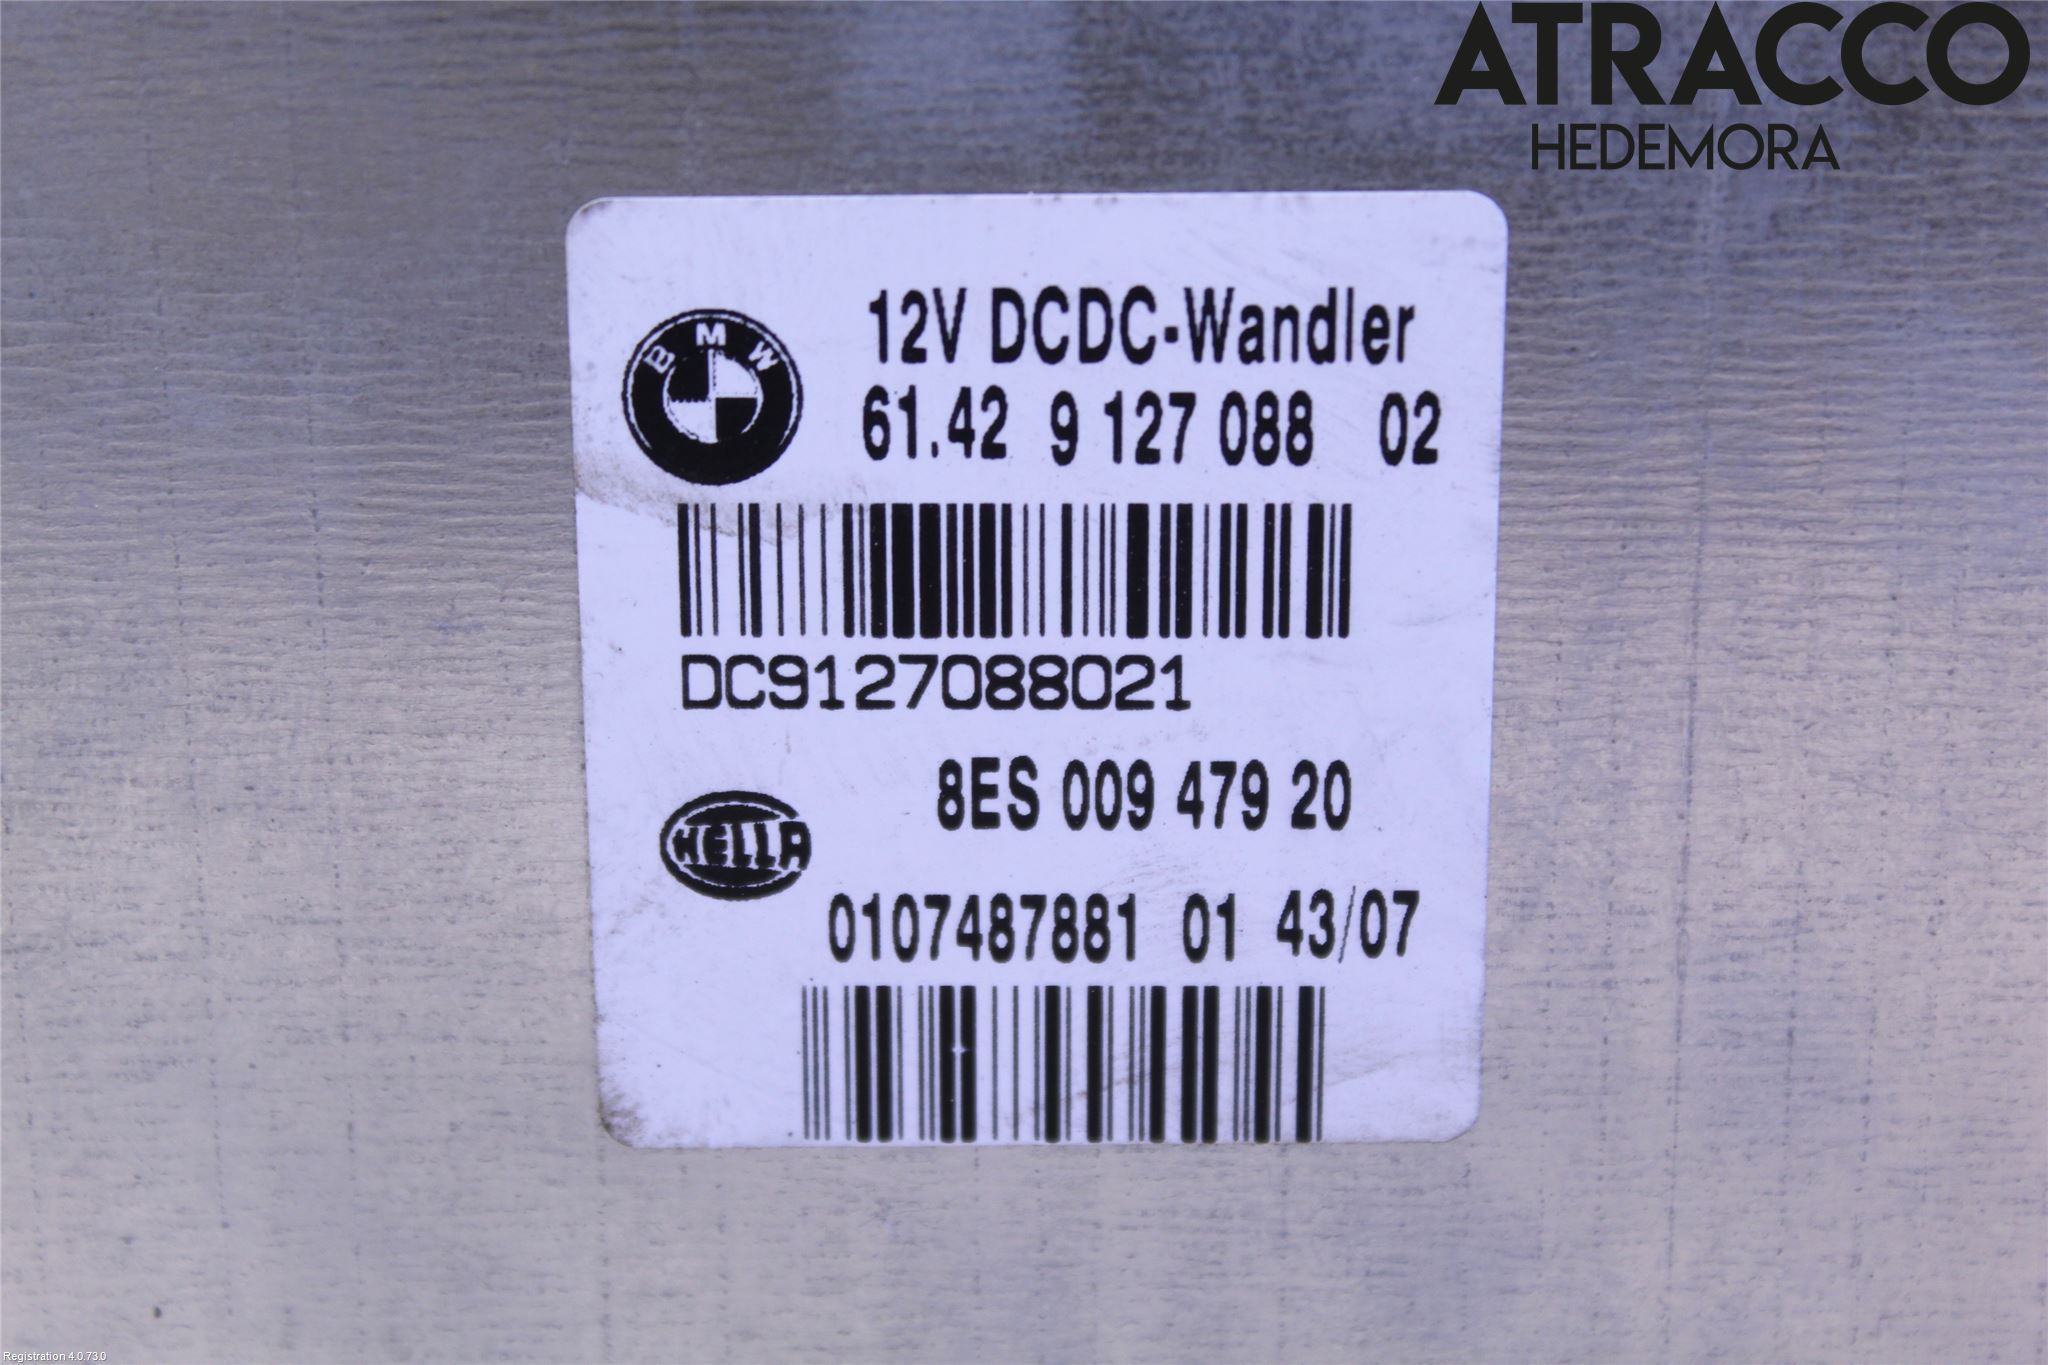 ATRACCO
HEDEMORA
BMW
12V DCDC-Wandler
61.42 9 127 088 02
DC9127088021
8ES 009 479 20
HELLA
0107487881 01 43/07
Registration 4.0.73.0